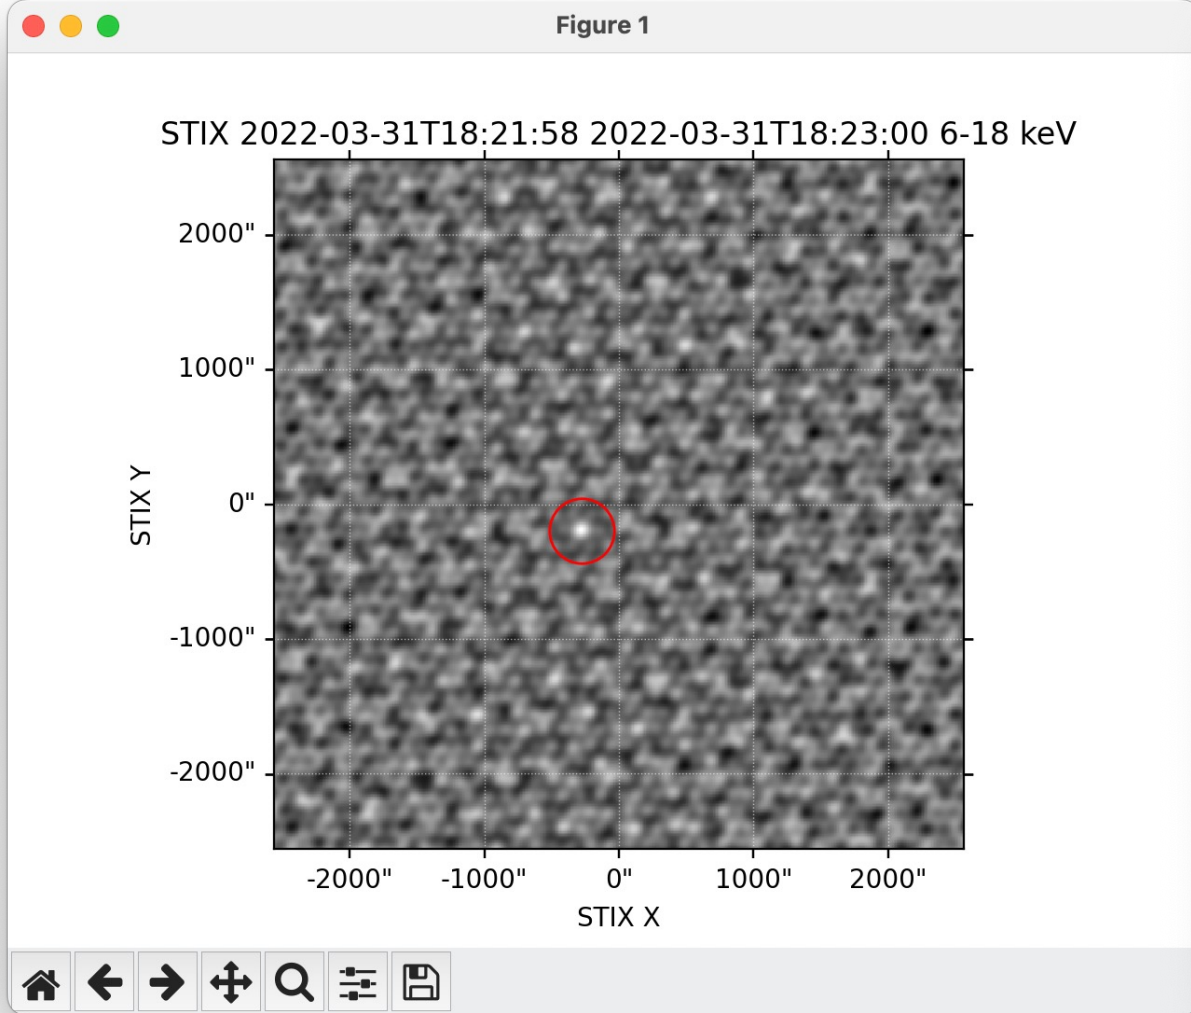 Figure 1
STIX 2022-03-31T18:21:58 2022-03-31T18:23:00 6-18 keV
2000"
1000"
0"
-1000"
-2000"
STIX Y
-2000" -1000" 0" 1000" 2000"
STIX X